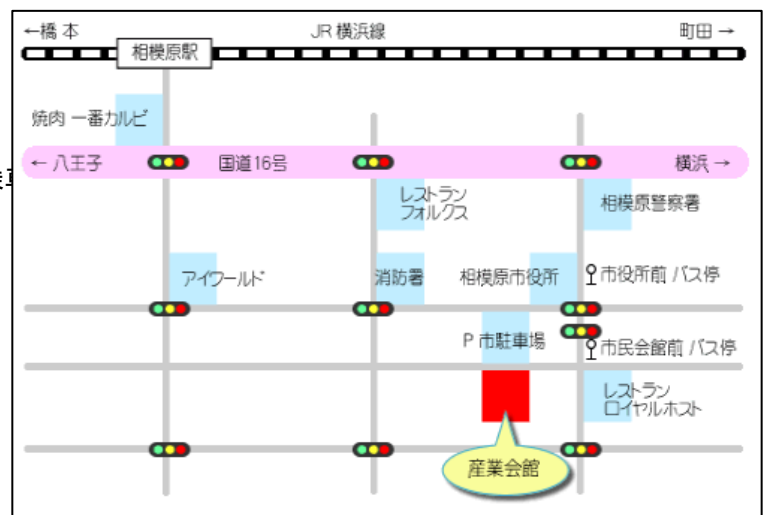 ←橋本
JR 横浜線
町田→
相模原駅
焼肉 一番カルビ
← 八王子
国道16号
横浜 →
レストラン
フォルクス
相模原警察署
アイワールド
消防署
相模原市役所
市役所前 バス停
P 市駐車場
市民会館前 バス停
レストラン
ロイヤルホスト
産業会館